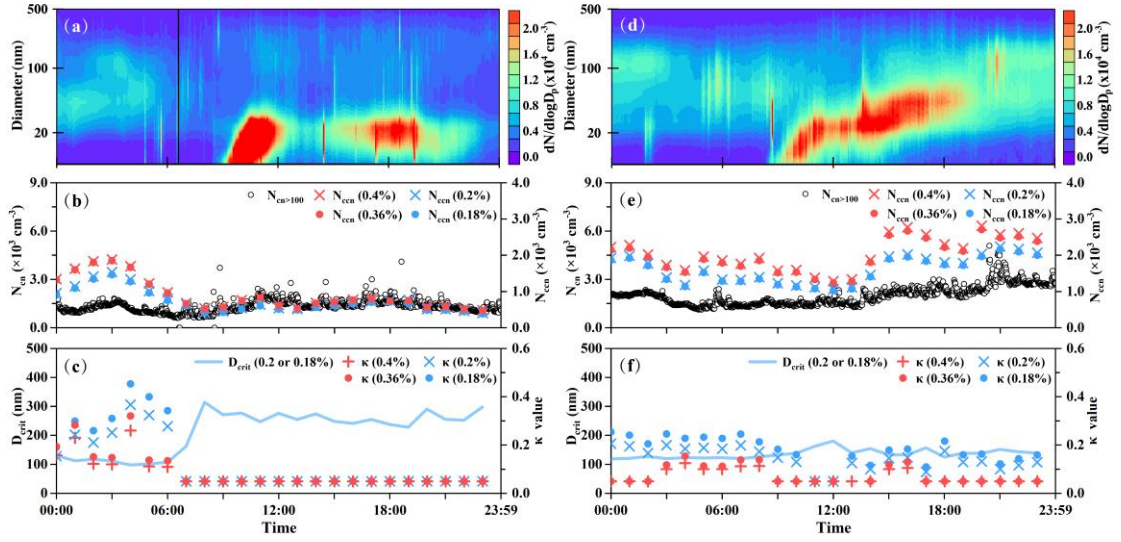 (a)
500
100
20
Diameter (nm)
2.0
1.6
1.2
0.8
0.4
0.0
dN/dlogDp (x10⁴ cm⁻³)
(d)
500
100
20
Diameter (nm)
2.0
1.6
1.2
0.8
0.4
0.0
dN/dlogDp (x10⁴ cm⁻³)
(b)
9.0
6.0
3.0
0.0
Ncn (×10³ cm⁻³)
Ncn>100 Nccn (0.4%) Nccn (0.2%)
Nccn (0.36%) Nccn (0.18%)
4.0
3.0
2.0
1.0
0.0
Nccn (×10³ cm⁻³)
(e)
9.0
6.0
3.0
0.0
Ncn (×10³ cm⁻³)
Ncn>100 Nccn (0.4%) Nccn (0.2%)
Nccn (0.36%) Nccn (0.18%)
4.0
3.0
2.0
1.0
0.0
Nccn (×10³ cm⁻³)
(c)
500
400
300
200
100
0
Dcrit (nm)
Dcrit (0.2 or 0.18%) κ (0.4%) κ (0.2%)
κ (0.36%) κ (0.18%)
0.6
0.4
0.2
0.0
κ value
00:00 06:00 12:00 18:00 23:59
Time
(f)
500
400
300
200
100
0
Dcrit (nm)
Dcrit (0.2 or 0.18%) κ (0.4%) κ (0.2%)
κ (0.36%) κ (0.18%)
0.6
0.4
0.2
0.0
κ value
00:00 06:00 12:00 18:00 23:59
Time